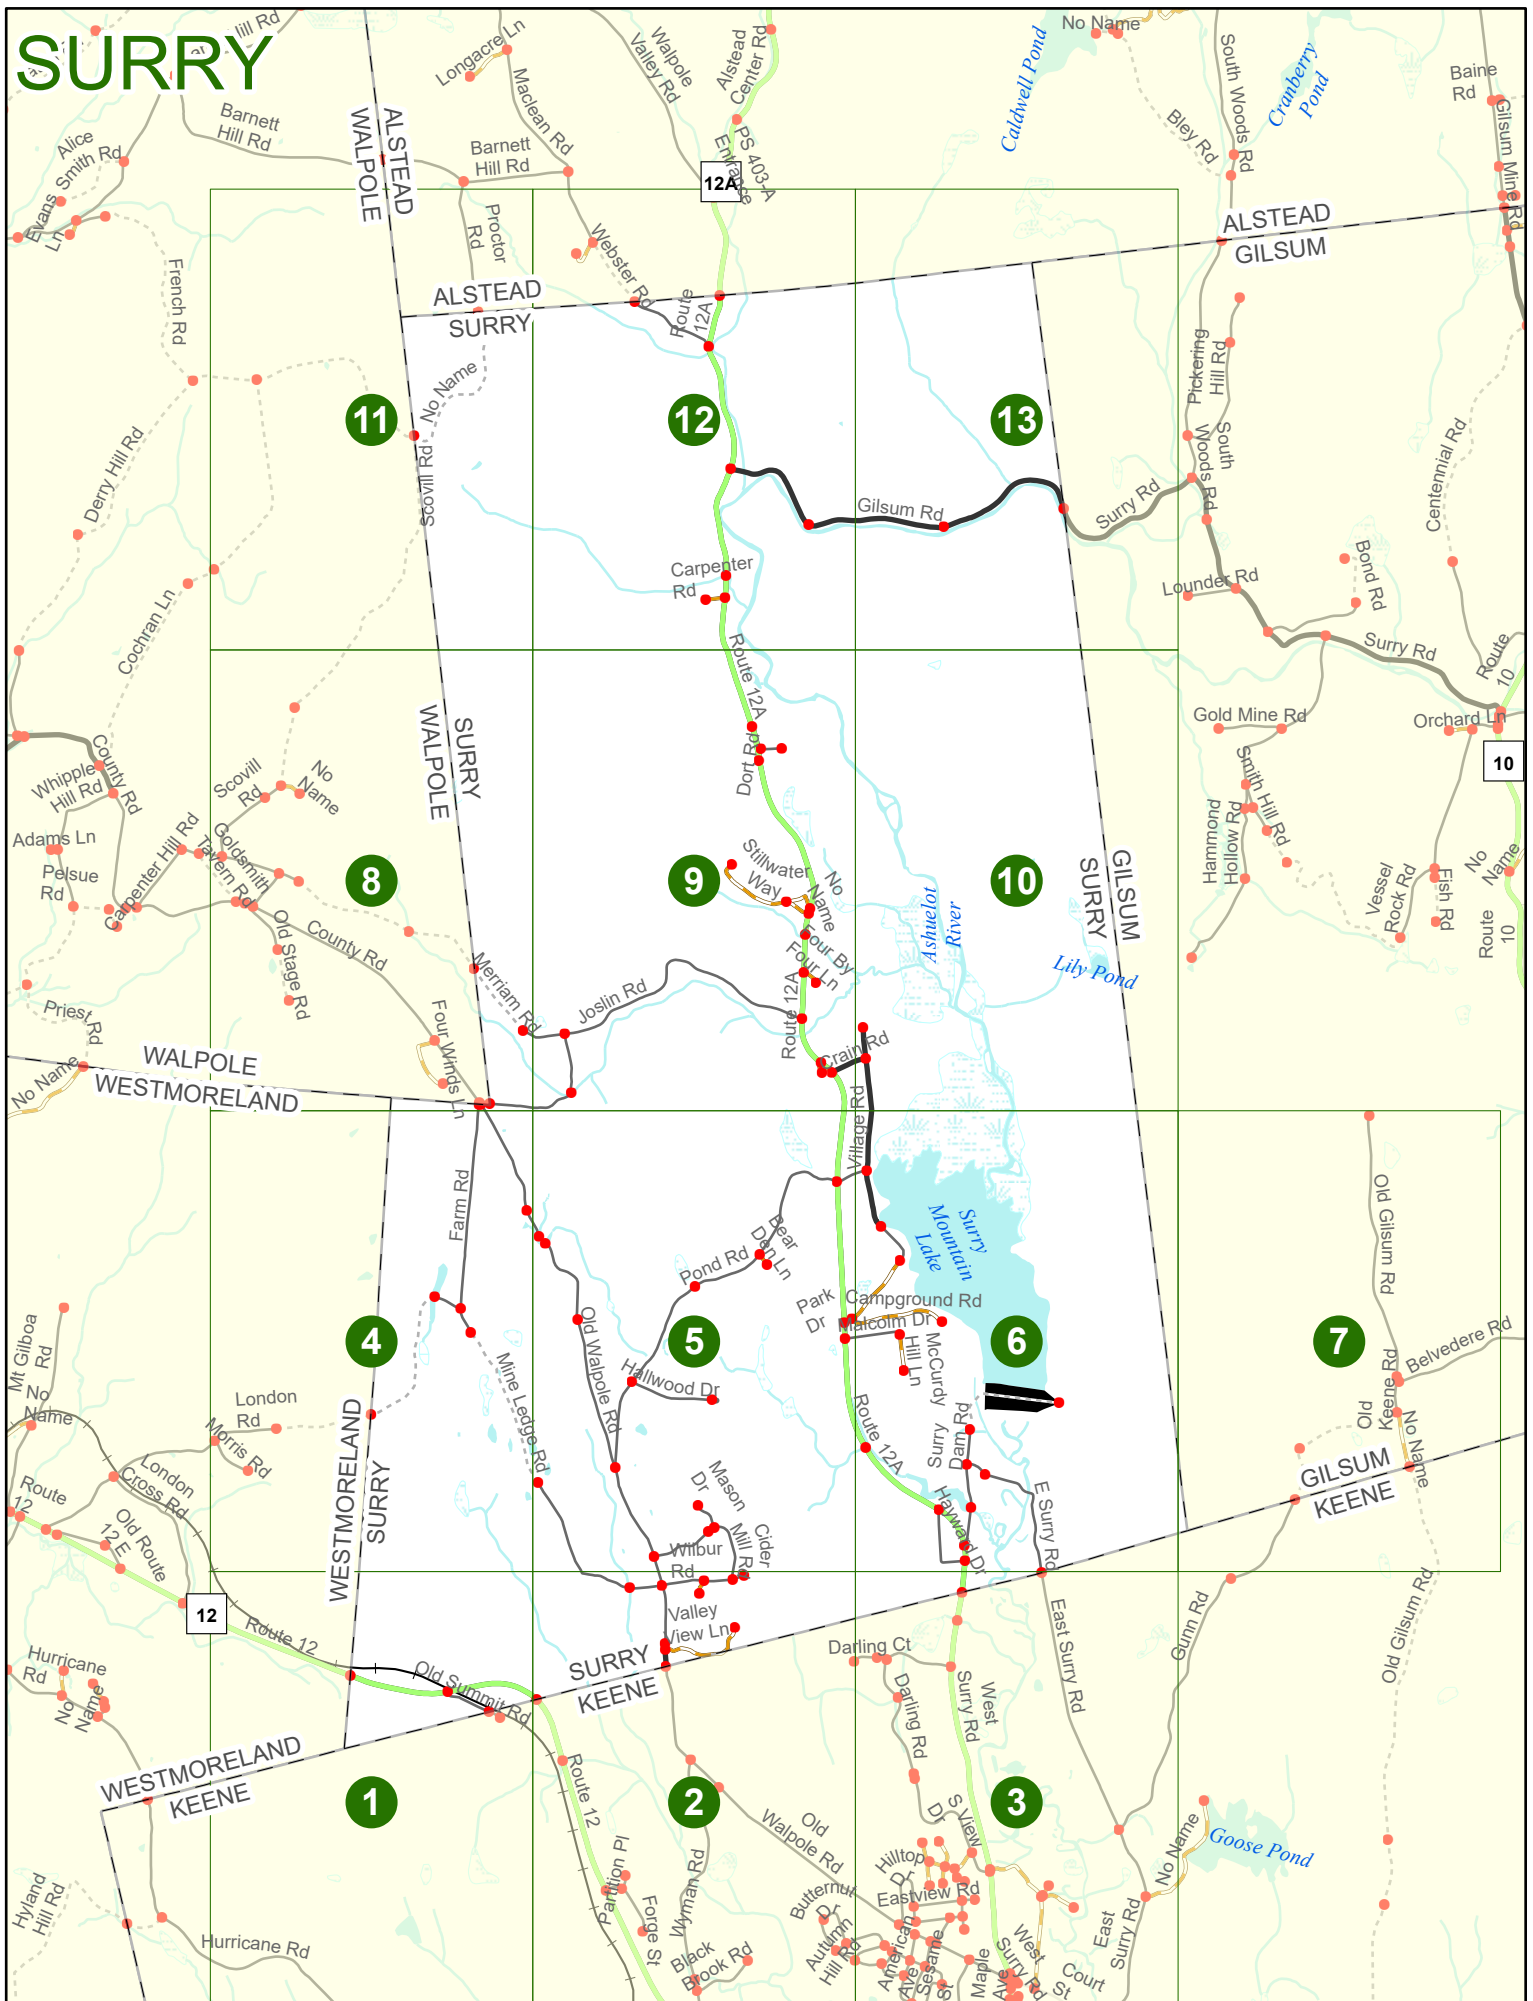 SURRY
Hill Rd
Longacre Ln
Walpole
Valley Rd
Alstead
Center Rd
Caldwell Pond
No Name
South Woods Rd
Cranberry
Pond
Baine
Rd
Gilsum Mine Rd
Barnett
Hill Rd
Maclean Rd
Alice
Smith Rd
ALSTEAD
WALPOLE
Barnett
Hill Rd
PS 403-A
Entrance
12A
Bley Rd
Evans
Ln
Proctor
Rd
Webster Rd
ALSTEAD
GILSUM
French Rd
ALSTEAD
SURRY
Route
12A
Pickering
Hill Rd
No Name
11
12
13
Derry Hill Rd
Scovill Rd
South
Woods Rd
Centennial Rd
Gilsum Rd
Surry Rd
Carpenter
Rd
Lounder Rd
Bond Rd
Cochran Ln
Surry Rd
Route
10
Route 12A
SURRY
WALPOLE
Gold Mine Rd
Orchard Ln
10
County Rd
Whipple
Hill Rd
Scovill
Rd
No
Name
Dort Rd
Smith Hill Rd
Hammond
Hollow Rd
Adams Ln
Carpenter Hill Rd
Goldsmith
Tavern Rd
Pelsue
Rd
8
9
10
Stillwater
Way
No
Name
GILSUM
SURRY
Vessel
Rock Rd
Fish Rd
No
Name
Route
10
Old Stage Rd
County Rd
Ashuelot
River
Four By
Four Ln
Lily Pond
Merriam Rd
Joslin Rd
Route 12A
Priest Rd
Four Winds Ln
Crain Rd
No Name
WALPOLE
WESTMORELAND
Village Rd
Farm Rd
Surry
Mountain
Lake
Old Gilsum Rd
Bear
Den Ln
Pond Rd
Park
Dr
Campground Rd
Malcolm Dr
Mt Gilboa
Rd
4
5
6
7
Old Walpole Rd
McCurdy
Hill Ln
Belvedere Rd
Mine Ledge Rd
Hallwood Dr
Old
Keene Rd
No Name
No
Name
London
Rd
Morris Rd
Route 12A
Surry
Dam Rd
WESTMORELAND
SURRY
London
Cross Rd
Route
12
Old Route
12 E
Mason
Dr
Cider
Mill Rd
Wilbur
Rd
Hayward Dr
E Surry Rd
GILSUM
KEENE
12
Route 12
Valley
View Ln
Darling Ct
East Surry Rd
Gunn Rd
Old Gilsum Rd
Hurricane
Rd
No
Name
Old Summit Rd
SURRY
KEENE
Darling Rd
West
Surry Rd
WESTMORELAND
KEENE
Route 12
1
2
3
Old
Walpole Rd
S View
Dr
No Name
Goose Pond
Hilltop
Dr
Eastview Rd
Partition Pl
Forge St
Wyman Rd
Butternut
Dr
Autumn
Hill Rd
American
Ave
Sesame
St
Maple
Ave
West
Surry Rd
Court
St
East
Surry Rd
Hyland
Hill Rd
Hurricane Rd
Black
Brook Rd